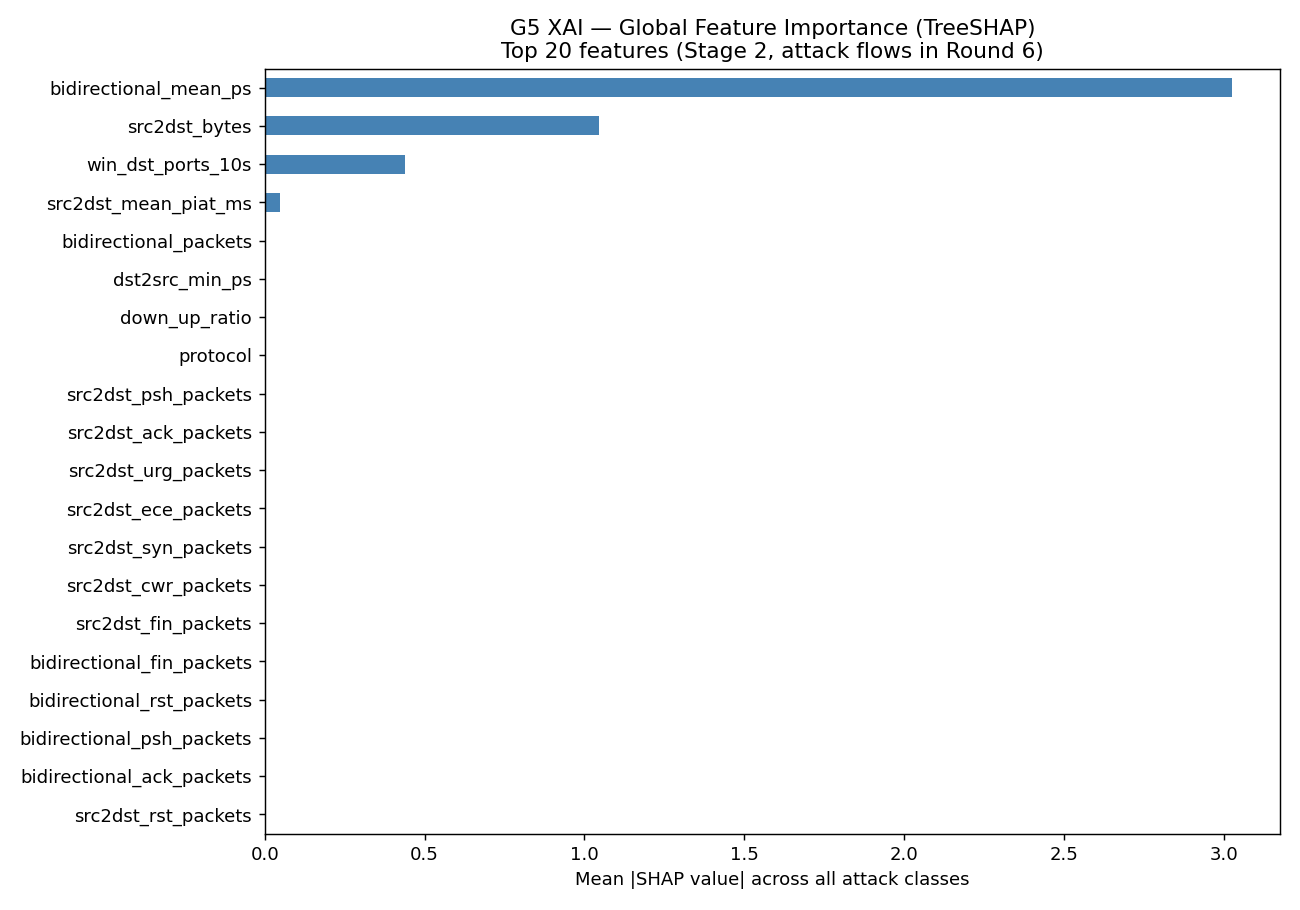 G5 XAI — Global Feature Importance (TreeSHAP)
Top 20 features (Stage 2, attack flows in Round 6)
bidirectional_mean_ps
src2dst_bytes
win_dst_ports_10s
src2dst_mean_piat_ms
bidirectional_packets
dst2src_min_ps
down_up_ratio
protocol
src2dst_psh_packets
src2dst_ack_packets
src2dst_urg_packets
src2dst_ece_packets
src2dst_syn_packets
src2dst_cwr_packets
src2dst_fin_packets
bidirectional_fin_packets
bidirectional_rst_packets
bidirectional_psh_packets
bidirectional_ack_packets
src2dst_rst_packets
0.0 0.5 1.0 1.5 2.0 2.5 3.0
Mean |SHAP value| across all attack classes